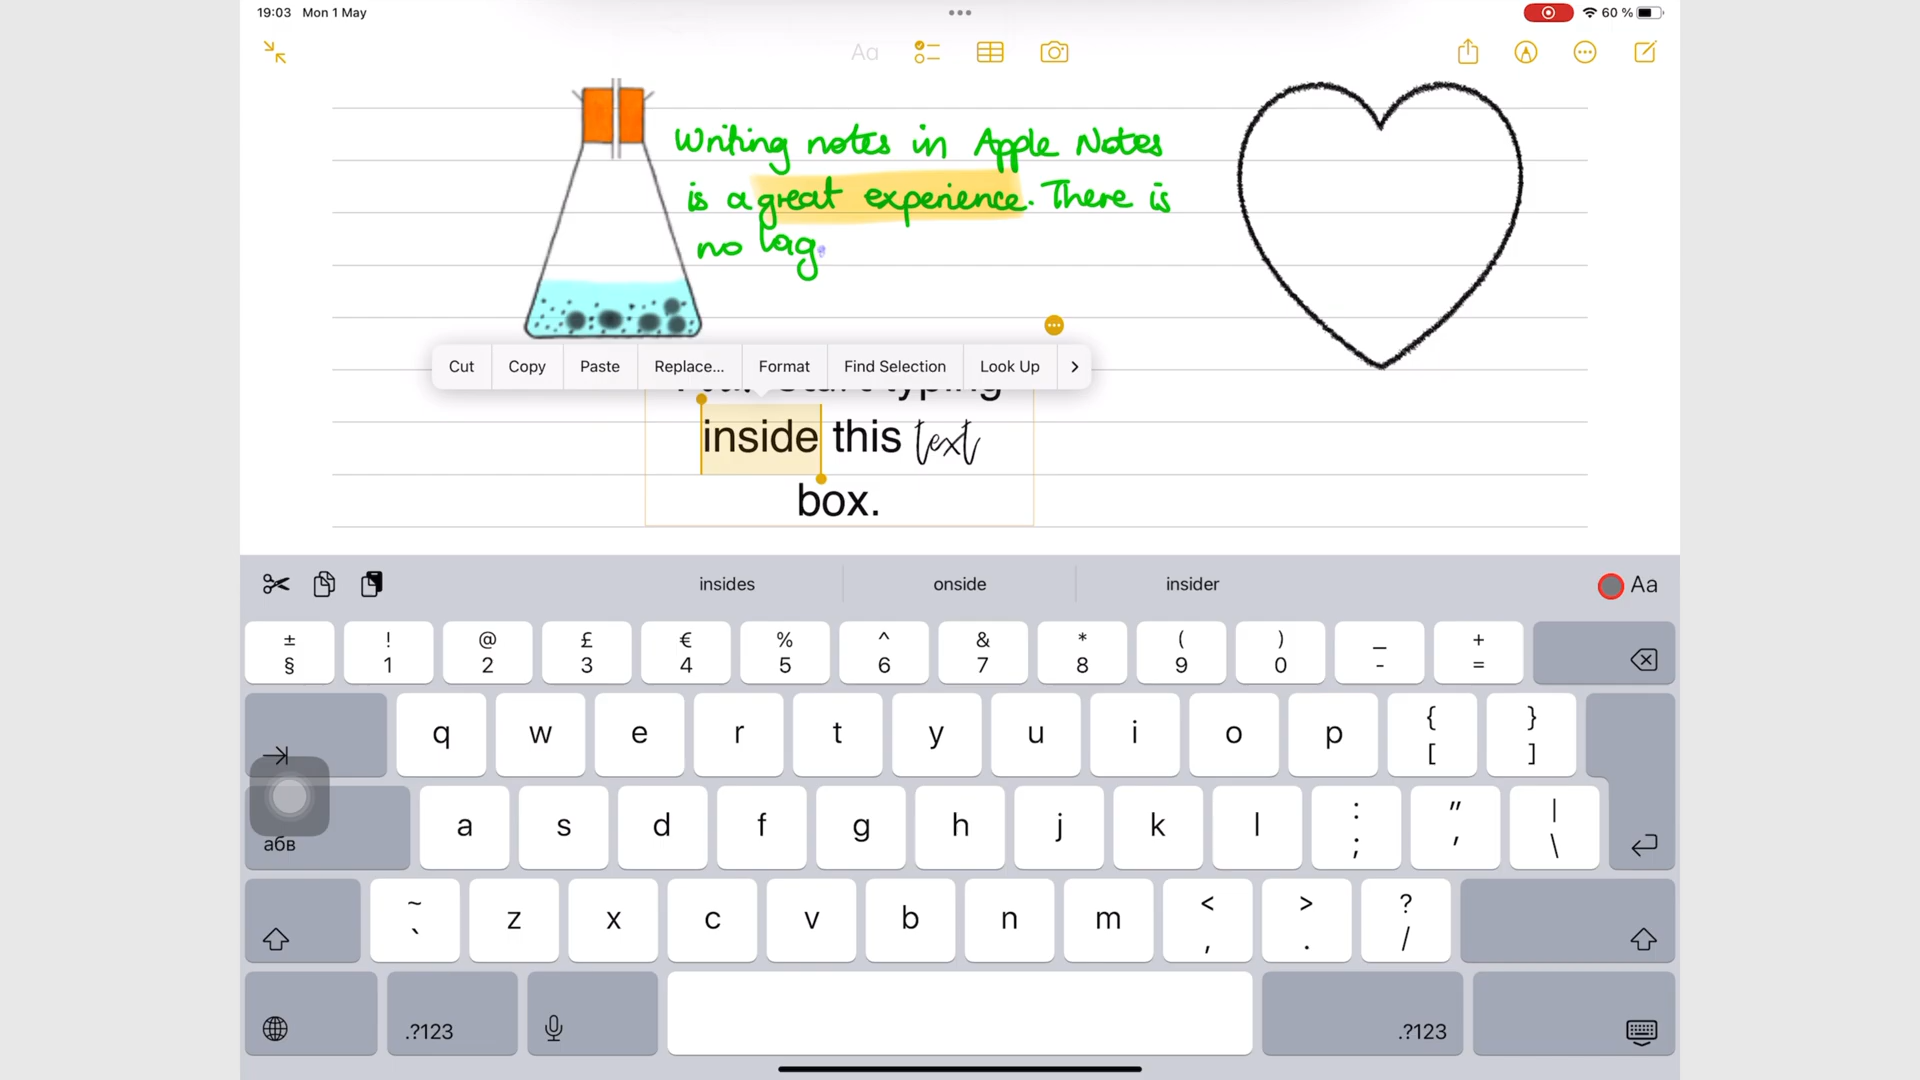 19:03 Mon 1 May
60 %
Aa
Writing notes in Apple Notes
is a great experience. There is
no lag.
Cut Copy Paste Replace... Format Find Selection Look Up
Start typing
inside this text
box.
insides onside insider
Aa
± ! @ £ € % ^ & * ( ) _ +
§ 1 2 3 4 5 6 7 8 9 0 - =
q w e r t y u i o p { }
[ ]
a s d f g h j k l : " |
абв ; ' \
~ z x c v b n m < > ?
` , . /
.?123 .?123